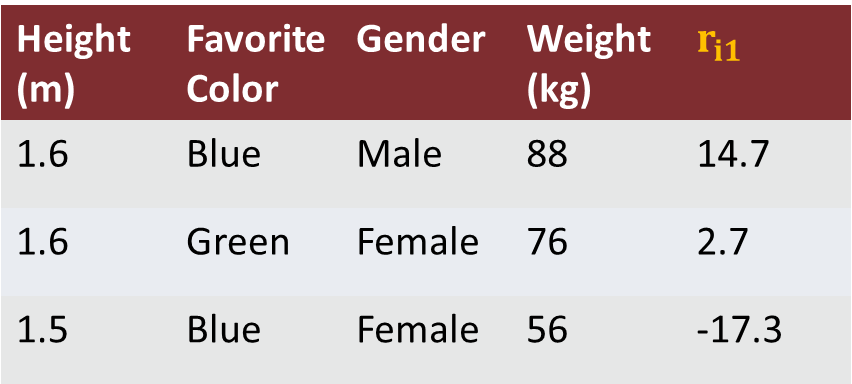 Height Favorite Gender Weight r_i1
(m) Color (kg)
1.6 Blue Male 88 14.7
1.6 Green Female 76 2.7
1.5 Blue Female 56 -17.3